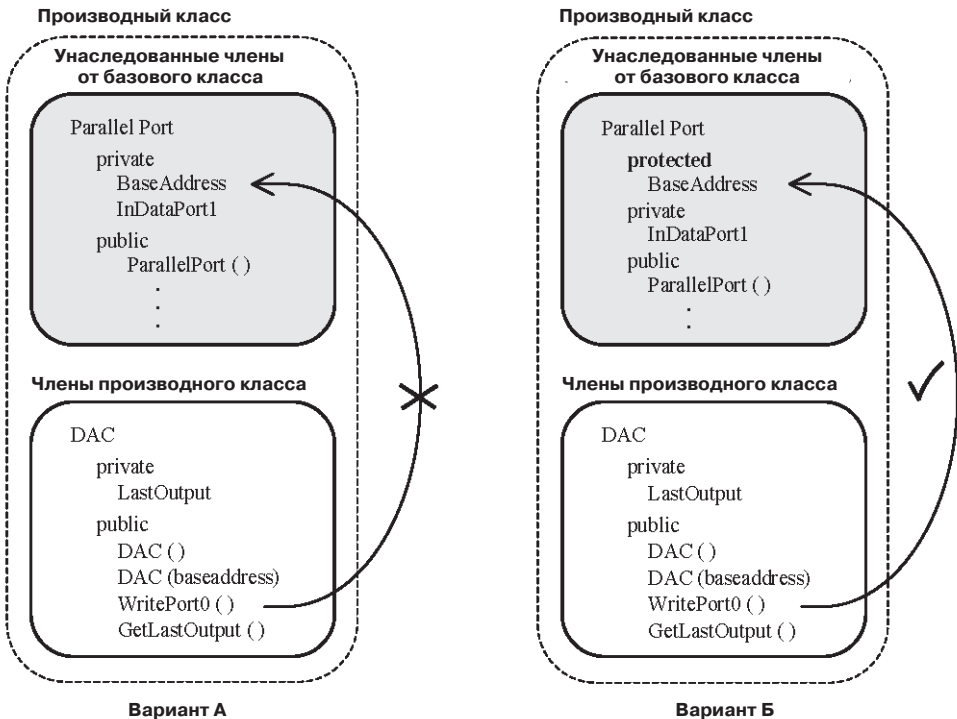 Производный класс
Унаследованные члены
от базового класса
Parallel Port
private
BaseAddress
InDataPort1
public
ParallelPort ( )
Члены производного класса
DAC
private
LastOutput
public
DAC ( )
DAC (baseaddress)
WritePort0 ( )
GetLastOutput ( )
Вариант А
Производный класс
Унаследованные члены
от базового класса
Parallel Port
protected
BaseAddress
private
InDataPort1
public
ParallelPort ( )
Члены производного класса
DAC
private
LastOutput
public
DAC ( )
DAC (baseaddress)
WritePort0 ( )
GetLastOutput ( )
Вариант Б